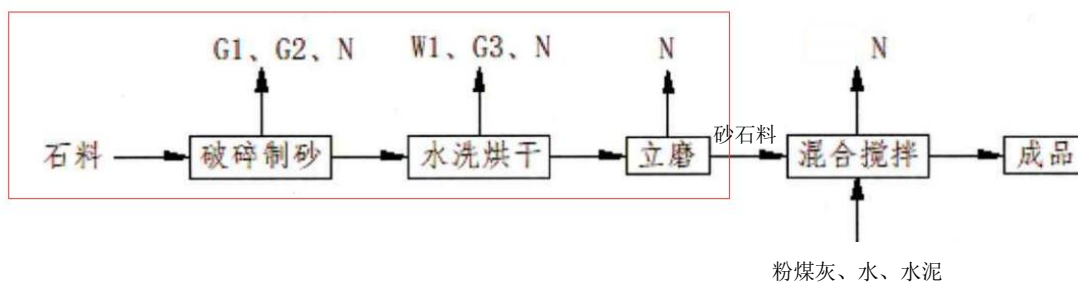 G1、G2、N
W1、G3、N
N
N
石料
破碎制砂
水洗烘干
立磨
砂石料
混合搅拌
成品
粉煤灰、水、水泥